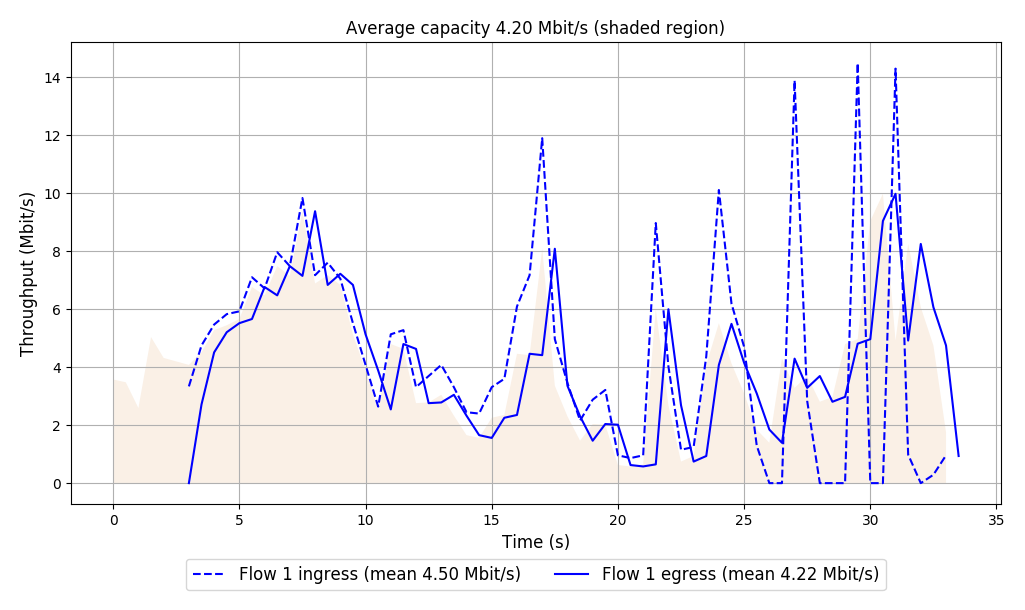 Average capacity 4.20 Mbit/s (shaded region)
Throughput (Mbit/s)
14
12
10
8
6
4
2
0
0 5 10 15 20 25 30 35
Time (s)
Flow 1 ingress (mean 4.50 Mbit/s) Flow 1 egress (mean 4.22 Mbit/s)